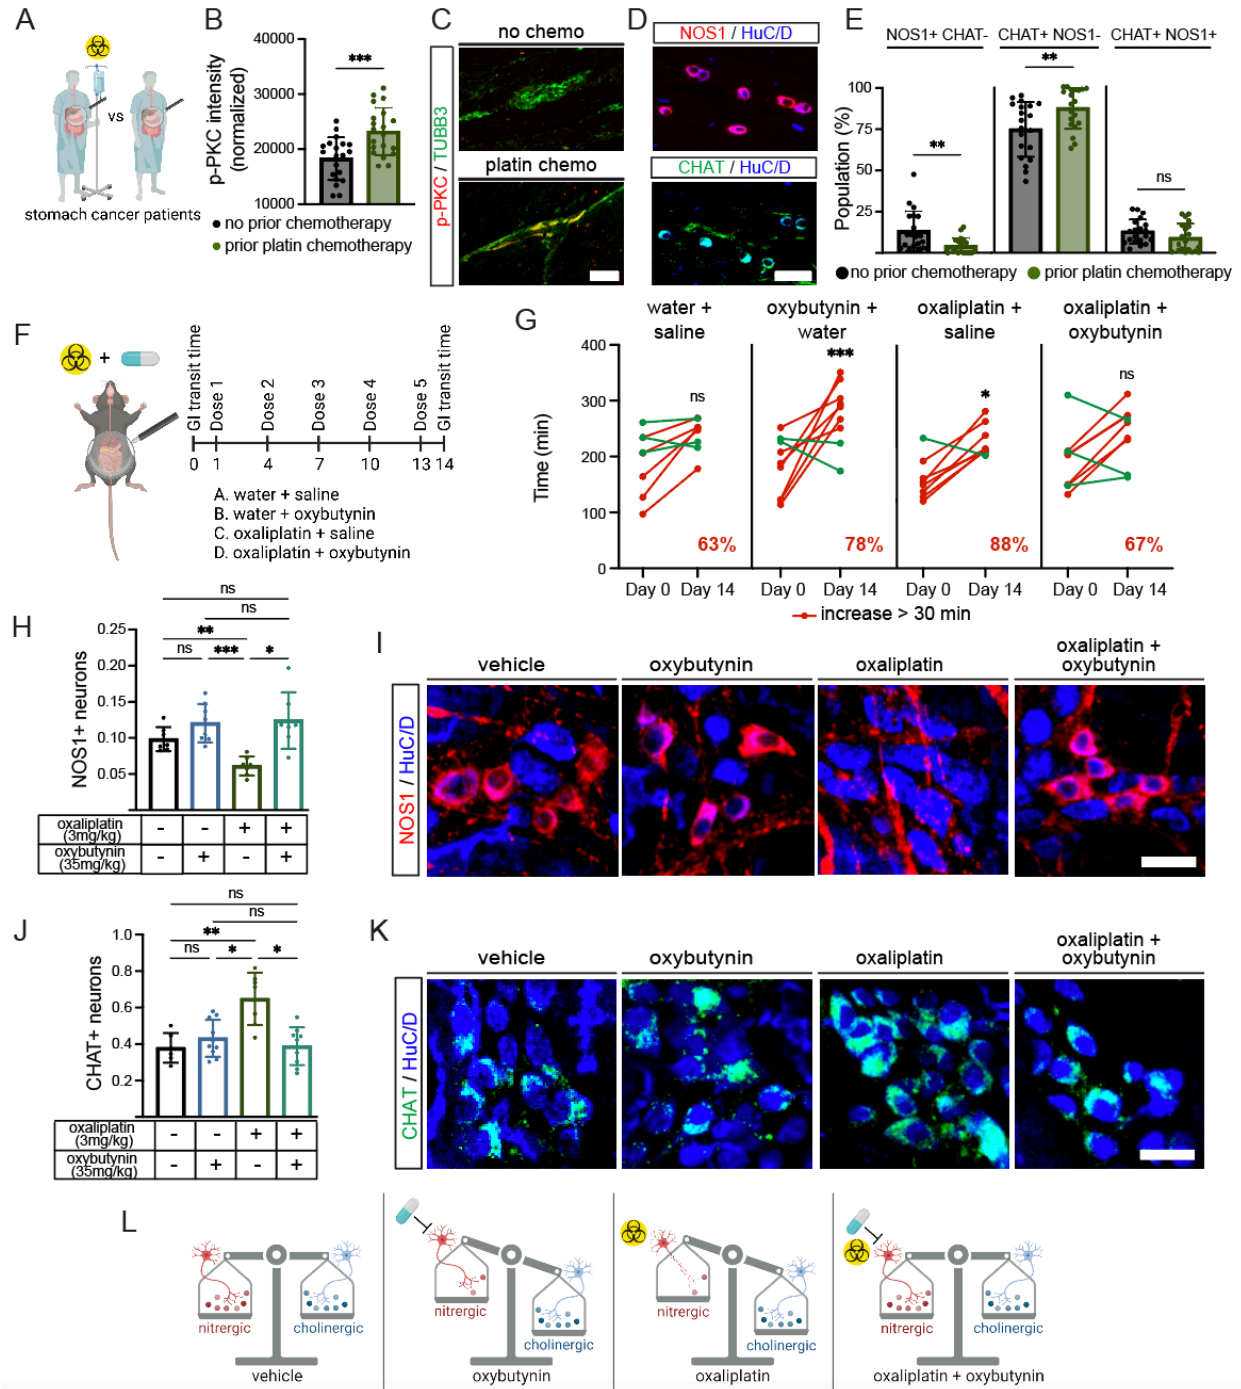 A
vs
stomach cancer patients
B
p-PKC intensity
(normalized)
40000
30000
20000
10000
***
no prior chemotherapy
prior platin chemotherapy
C
no chemo
platin chemo
p-PKC / TUBB3
D
NOS1 / HuC/D
CHAT / HuC/D
E
NOS1+ CHAT-
CHAT+ NOS1-
CHAT+ NOS1+
Population (%)
100
75
50
25
**
**
ns
no prior chemotherapy
prior platin chemotherapy
F
+
GI transit time
Dose 1
Dose 2
Dose 3
Dose 4
Dose 5
GI transit time
0 1 4 7 10 13 14
A. water + saline
B. water + oxybutynin
C. oxaliplatin + saline
D. oxaliplatin + oxybutynin
G
water +
saline
oxybutynin +
water
oxaliplatin +
saline
oxaliplatin +
oxybutynin
Time (min)
400
300
200
100
0
ns
***
*
ns
63%
78%
88%
67%
Day 0 Day 14
Day 0 Day 14
Day 0 Day 14
Day 0 Day 14
increase > 30 min
H
NOS1+ neurons
0.25
0.20
0.15
0.10
0.05
ns
ns
**
ns
***
*
oxaliplatin
(3mg/kg)
- - + +
oxybutynin
(35mg/kg)
- + - +
I
vehicle
oxybutynin
oxaliplatin
oxaliplatin +
oxybutynin
NOS1 / HuC/D
J
CHAT+ neurons
1.0
0.8
0.6
0.4
0.2
ns
ns
**
ns
*
*
oxaliplatin
(3mg/kg)
- - + +
oxybutynin
(35mg/kg)
- + - +
K
vehicle
oxybutynin
oxaliplatin
oxaliplatin +
oxybutynin
CHAT / HuC/D
L
nitrergic
cholinergic
vehicle
nitrergic
cholinergic
oxybutynin
nitrergic
cholinergic
oxaliplatin
nitrergic
cholinergic
oxaliplatin + oxybutynin